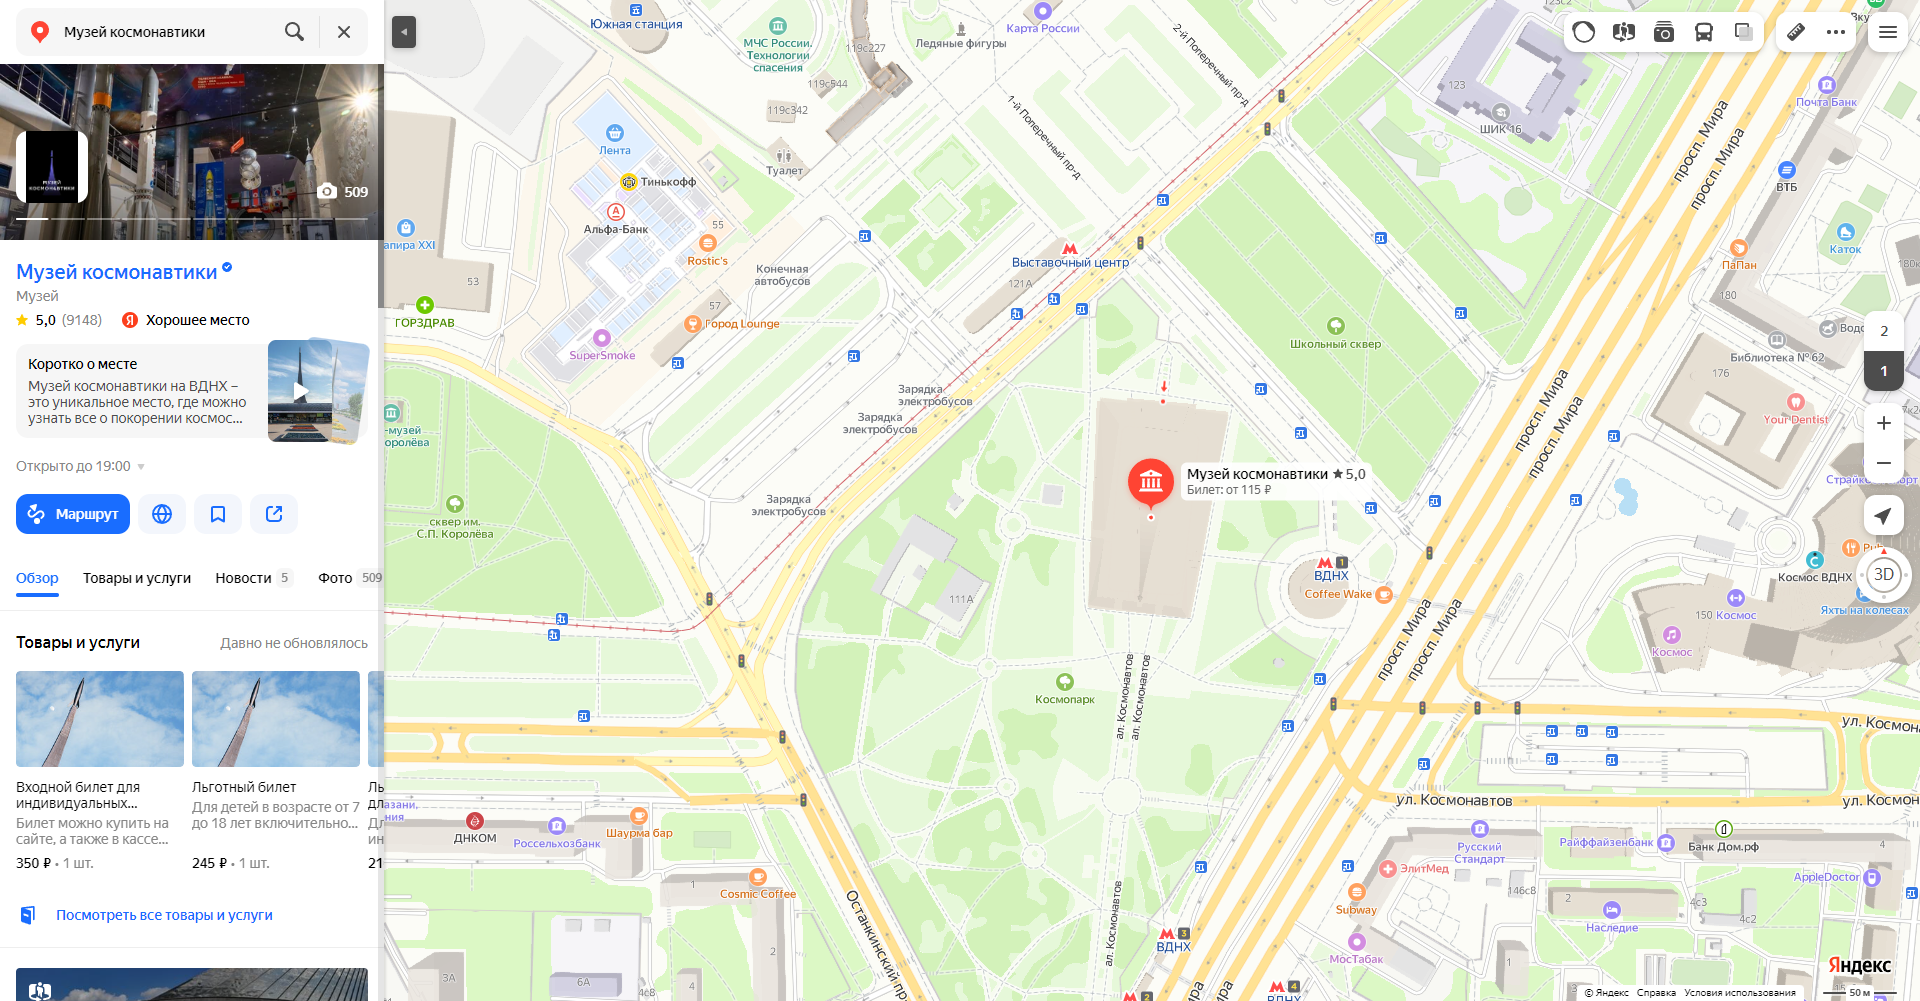 Музей космонавтики
МУЗЕЙ
КОСМОНАВТИКИ
509
Музей космонавтики
Музей
5,0 (9148)
Я Хорошее место
Коротко о месте
Музей космонавтики на ВДНХ –
это уникальное место, где можно
узнать все о покорении космос...
Открыто до 19:00
Маршрут
Обзор
Товары и услуги
Новости 5
Фото 509
Товары и услуги
Давно не обновлялось
Входной билет для
индивидуальных...
Билет можно купить на
сайте, а также в кассе...
350 ₽ • 1 шт.
Льготный билет
Для детей в возрасте от 7
до 18 лет включительно...
245 ₽ • 1 шт.
Посмотреть все товары и услуги
Южная станция
МЧС России.
Технологии
спасения
119с227
Ледяные фигуры
Карта России
2-й Поперечный пр-д
1-й Поперечный пр-д
119с544
119с342
Лента
Туалет
Тинькофф
Альфа-Банк
55
Rostic's
Конечная
автобусов
53
ГОРЗДРАВ
57
Город Lounge
SuperSmoke
Выставочный центр
121А
Зарядка
электробусов
Зарядка
электробусов
Зарядка
электробусов
сквер им.
С.П. Королёва
111А
Школьный сквер
Музей космонавтики ★ 5,0
Билет: от 115 ₽
ВДНХ
1
Coffee Wake
Космопарк
ал. Космонавтов
ал. Космонавтов
ал. Космонавтов
просп. Мира
просп. Мира
просп. Мира
просп. Мира
просп. Мира
просп. Мира
123
ШИК 16
Почта Банк
ВТБ
ПаПан
Каток
180
Библиотека № 62
176
Your Dentist
2
1
3D
Космос ВДНХ
150 Космос
Яхты на колесах
Космос
ул. Космонавтов
ДНКОМ
Россельхозбанк
Шаурма бар
Cosmic Coffee
1
2
3А
6А
4с8
Останкинский пр
ВДНХ
3
2
4
ВДНХ
МосТабак
Subway
ЭлитМед
Русский
Стандарт
146с8
Райффайзенбанк
Банк Дом.рф
4
AppleDoctor
2
Наследие
4с3
4с2
1
Яндекс
© Яндекс Справка Условия использования
50 м